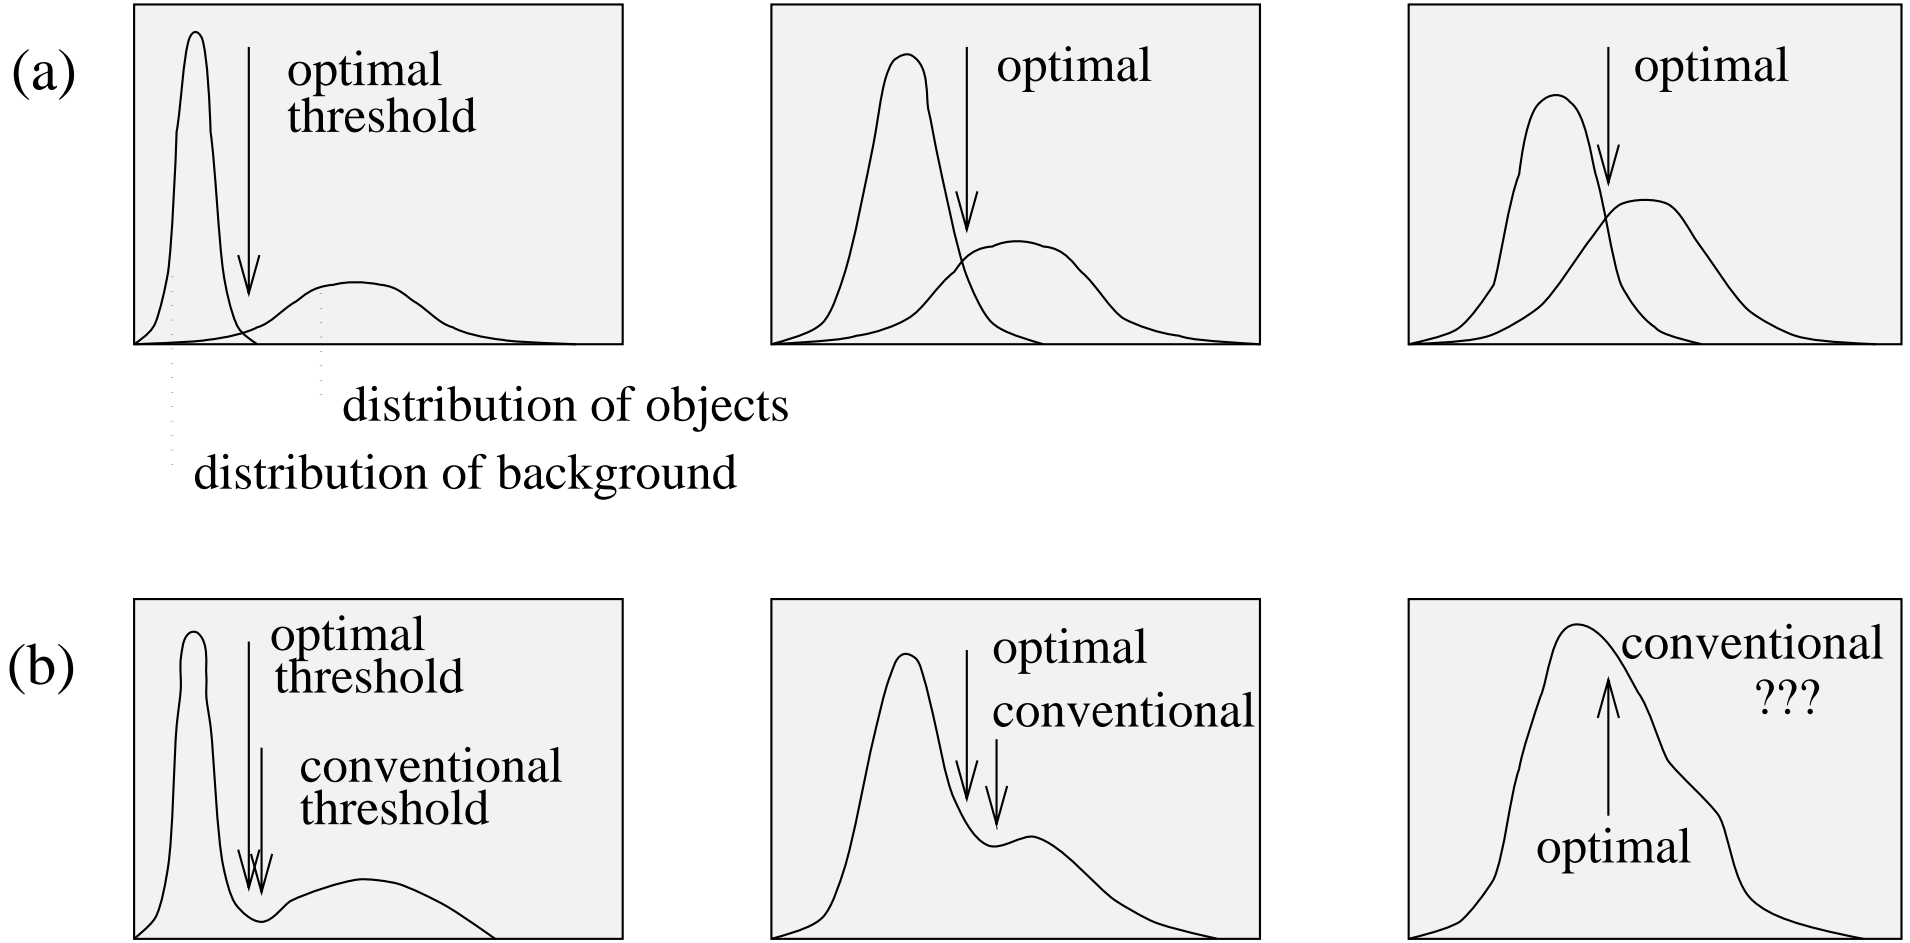 (a)
optimal
threshold
optimal
optimal
distribution of objects
distribution of background
(b)
optimal
threshold
conventional
threshold
optimal
conventional
conventional
???
optimal